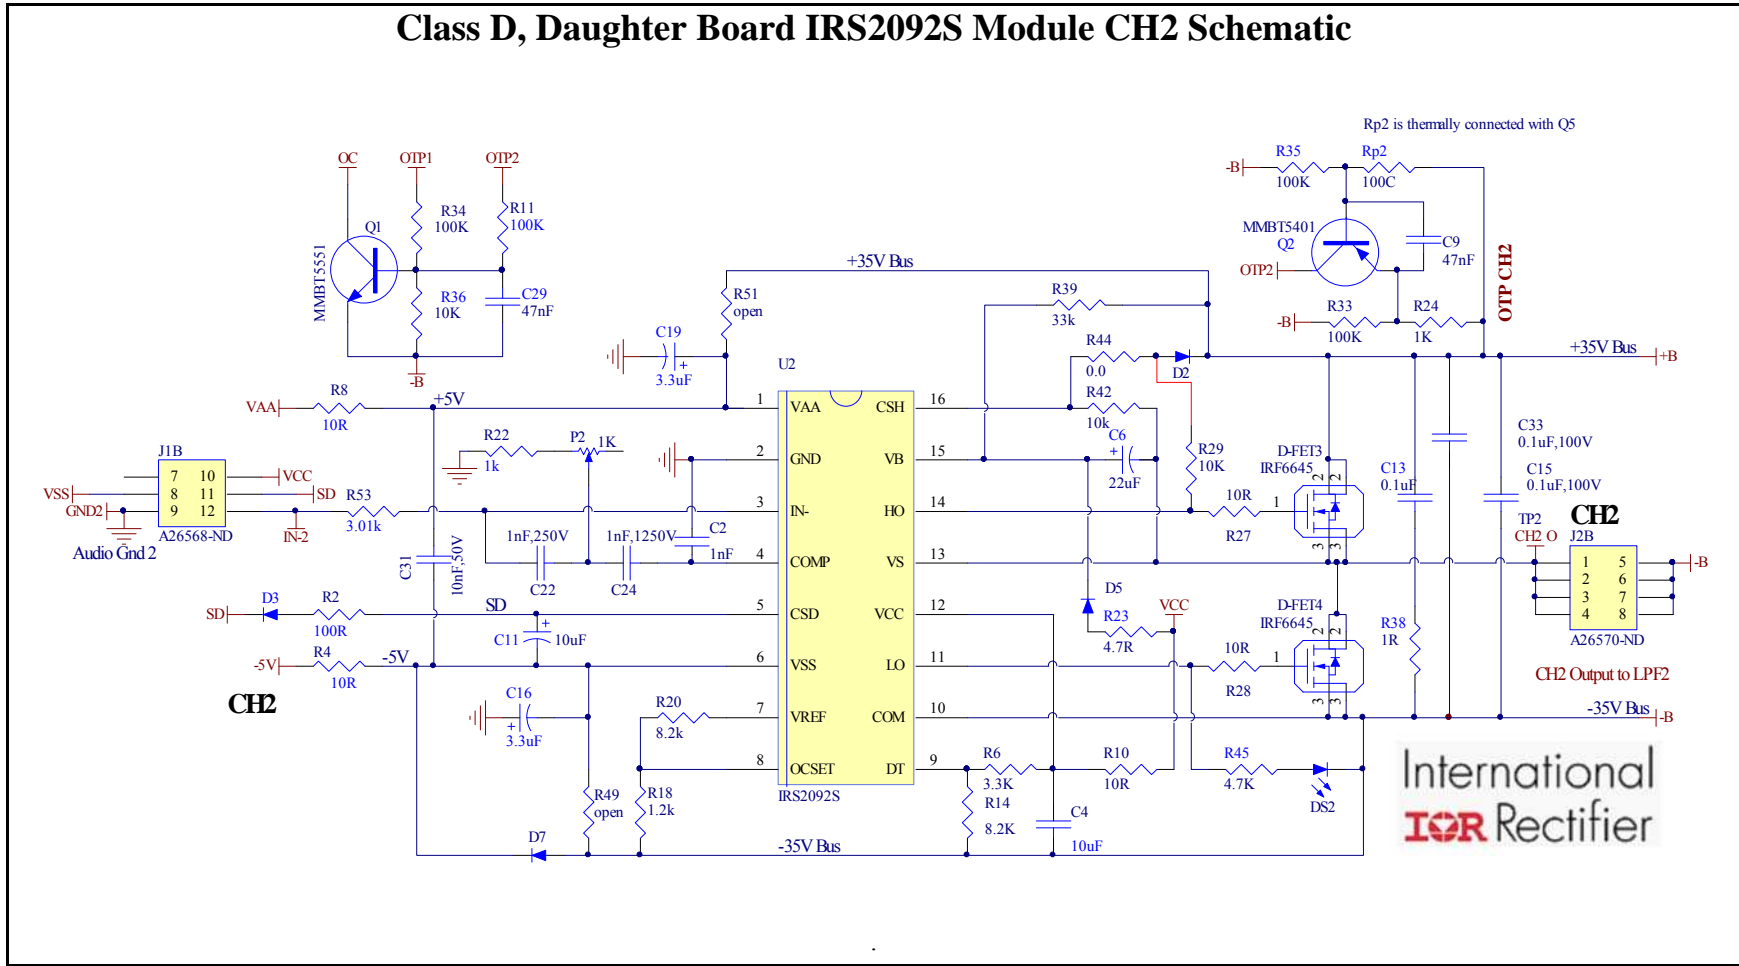 Class D, Daughter Board IRS2092S Module CH2 Schematic
Rp2 is thermally connected with Q5
OC
OTP1
OTP2
R34
100K
R11
100K
Q1
MMBT5551
R36
10K
C29
47nF
-B
R35
100K
Rp2
100C
-B
MMBT5401
Q2
C9
47nF
OTP2
OTP CH2
R33
100K
R24
1K
-B
+35V Bus
R51
open
R39
33k
C19
3.3uF
R44
0.0
D2
+35V Bus
+B
U2
R8
10R
VAA
+5V
1
VAA
CSH
16
R42
10k
R22
1k
P2
1K
2
GND
VB
15
C6
22uF
R29
10K
D-FET3
IRF6645
2
2
1
3
3
C13
0.1uF
C33
0.1uF,100V
C15
0.1uF,100V
J1B
7
10
8
11
9
12
A26568-ND
VCC
VSS
SD
GND2
IN-2
Audio Gnd 2
R53
3.01k
3
IN-
HO
14
10R
R27
C31
10nF,50V
1nF,250V
C22
1nF,1250V
C24
C2
1nF
4
COMP
VS
13
TP2
CH2 O
CH2
J2B
1
5
2
6
3
7
4
8
A26570-ND
-B
CH2 Output to LPF2
SD
D3
R2
100R
SD
C11
10uF
5
CSD
VCC
12
D5
R23
4.7R
VCC
D-FET4
IRF6645
2
2
1
3
3
R38
1R
-5V
R4
10R
-5V
6
VSS
LO
11
10R
R28
CH2
C16
3.3uF
R20
8.2k
7
VREF
COM
10
-35V Bus
-B
8
OCSET
DT
9
IRS2092S
R6
3.3K
R10
10R
R45
4.7K
DS2
R49
open
R18
1.2k
R14
8.2K
C4
10uF
D7
-35V Bus
International
IOR Rectifier